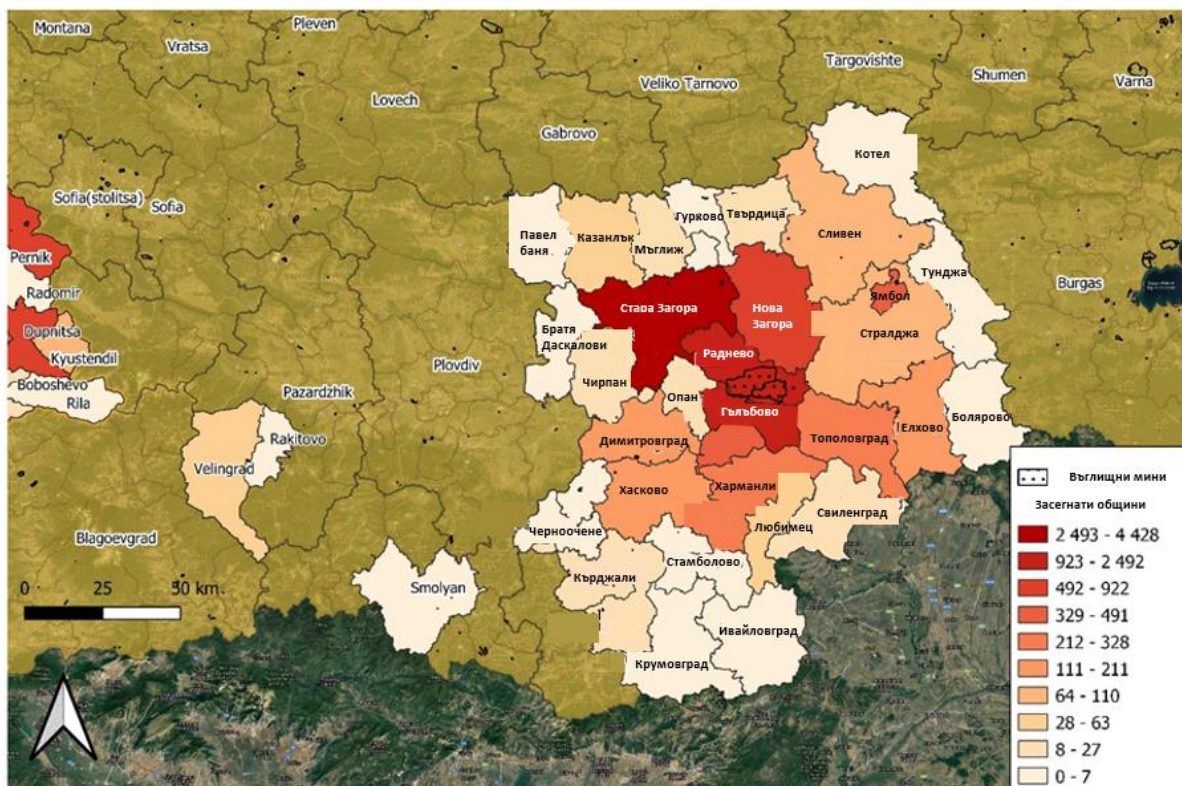 Montana
Vratsa
Pleven
Lovech
Veliko Tarnovo
Targovishte
Shumen
Varna
Gabrovo
Котел
Sofia(stolitsa)
Sofia
Павел
баня
Казанлък
Мъглиж
Гурково
Твърдица
Сливен
Тунджа
Burgas
Pernik
Radomir
Dupnitsa
Kyustendil
Boboshevo
Rila
Стара Загора
Нова
Загора
Ямбол
Стралджа
Братя
Даскалови
Раднево
Plovdiv
Чирпан
Опан
Гълъбово
Pazardzhik
Rakitovo
Velingrad
Димитровград
Тополовград
Елхово
Болярово
Хасково
Харманли
Свиленград
Любимец
Черноочене
Blagoevgrad
Стамболово
Кърджали
Smolyan
Ивайловград
Крумовград
0 25 50 km.
Въглищни мини
Засегнати общини
2 493 - 4 428
923 - 2 492
492 - 922
329 - 491
212 - 328
111 - 211
64 - 110
28 - 63
8 - 27
0 - 7